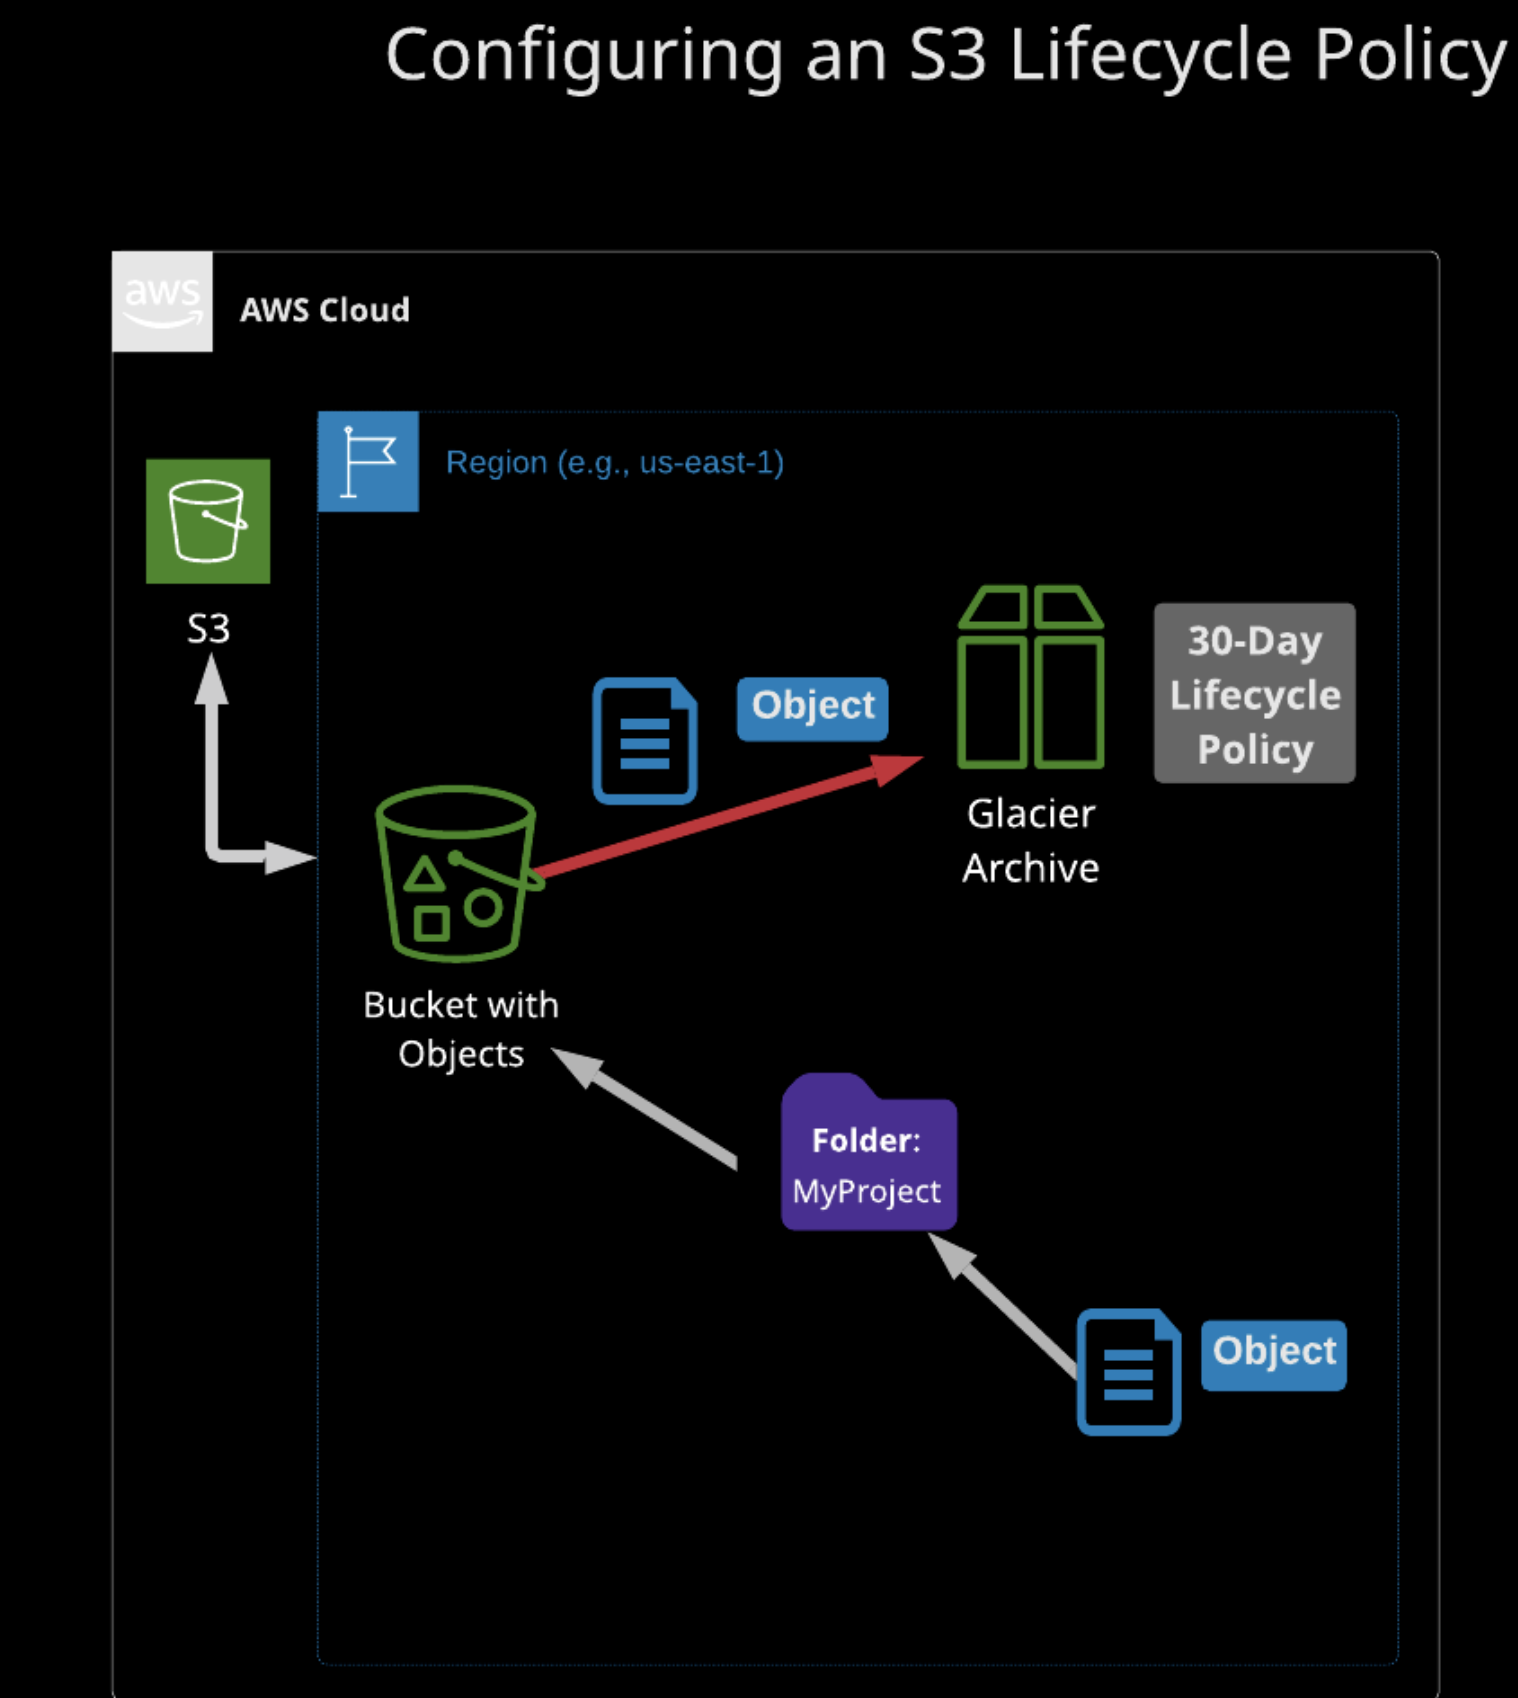 Configuring an S3 Lifecycle Policy
aws
AWS Cloud
Region (e.g., us-east-1)
S3
Object
30-Day
Lifecycle
Policy
Glacier
Archive
Bucket with
Objects
Folder:
MyProject
Object